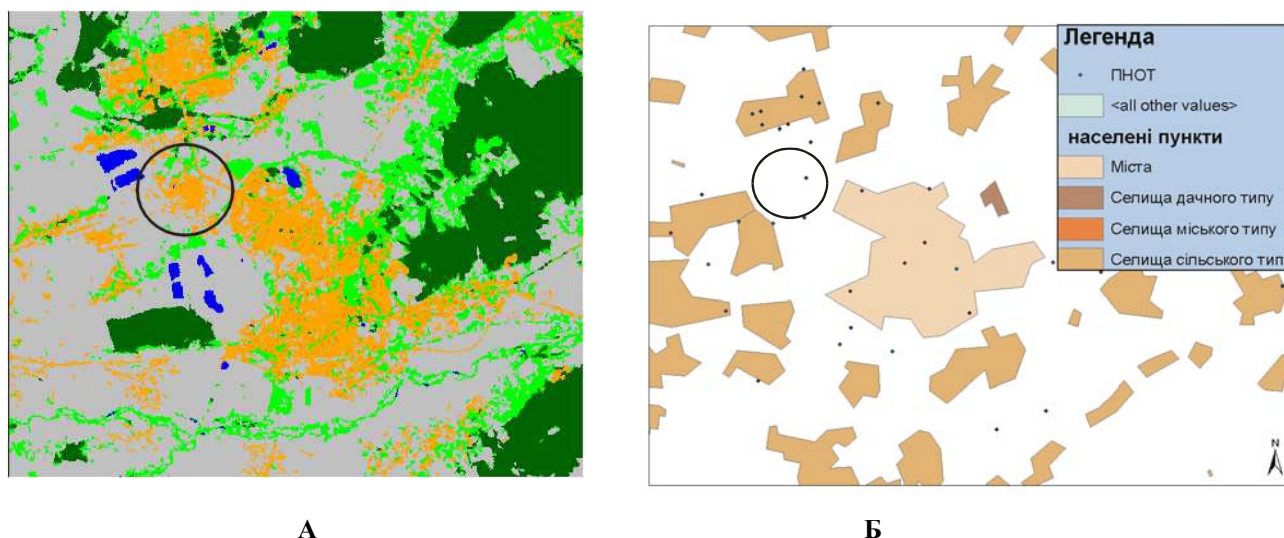 Легенда
ПНОТ
<all other values>
населені пункти
Міста
Селища дачного типу
Селища міського типу
Селища сільського тип
N
А
Б